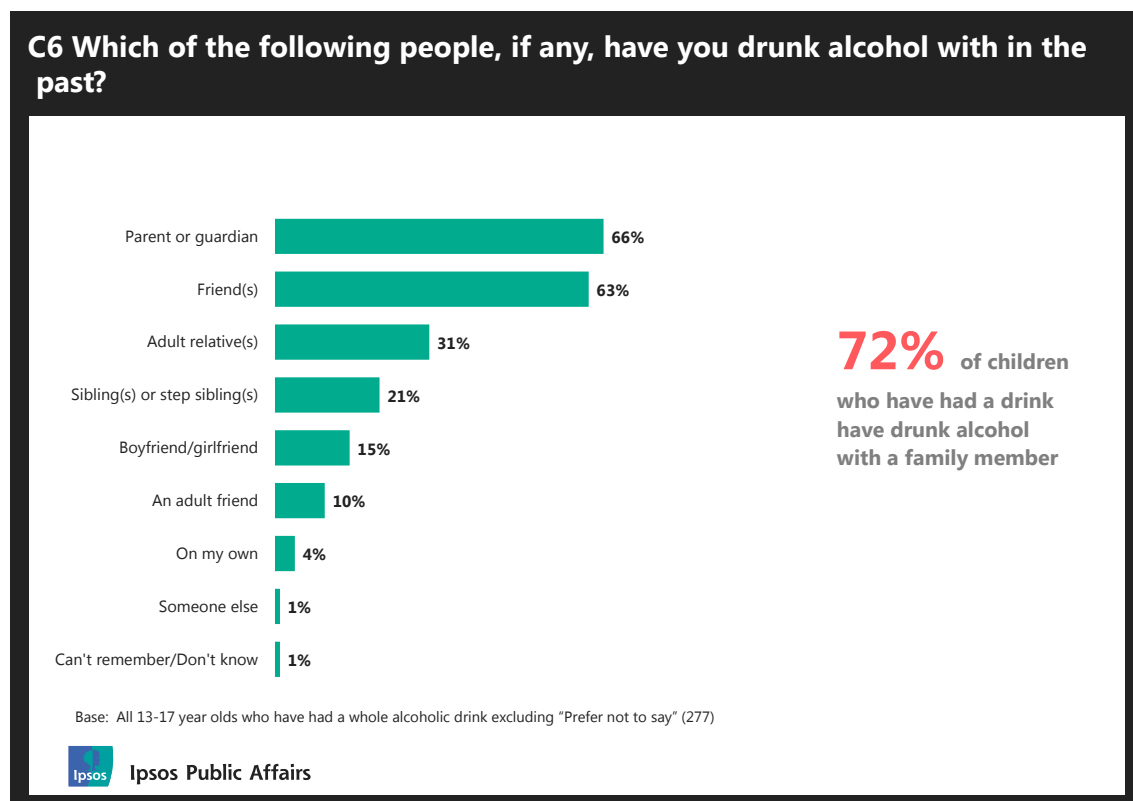 C6 Which of the following people, if any, have you drunk alcohol with in the
past?
Parent or guardian 66%
Friend(s) 63%
Adult relative(s) 31%
Sibling(s) or step sibling(s) 21%
Boyfriend/girlfriend 15%
An adult friend 10%
On my own 4%
Someone else 1%
Can't remember/Don't know 1%
72% of children
who have had a drink
have drunk alcohol
with a family member
Base: All 13-17 year olds who have had a whole alcoholic drink excluding “Prefer not to say” (277)
Ipsos Ipsos Public Affairs